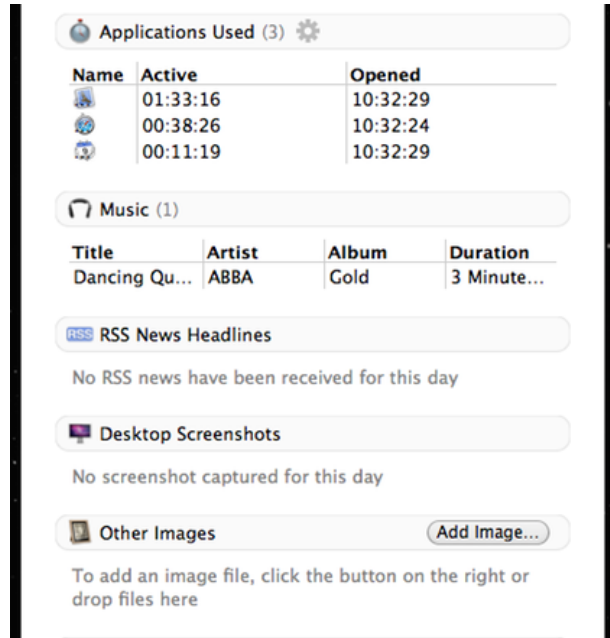 Applications Used (3)
Name Active Opened
01:33:16 10:32:29
00:38:26 10:32:24
00:11:19 10:32:29
Music (1)
Title Artist Album Duration
Dancing Qu... ABBA Gold 3 Minute...
RSS RSS News Headlines
No RSS news have been received for this day
Desktop Screenshots
No screenshot captured for this day
Other Images Add Image...
To add an image file, click the button on the right or
drop files here